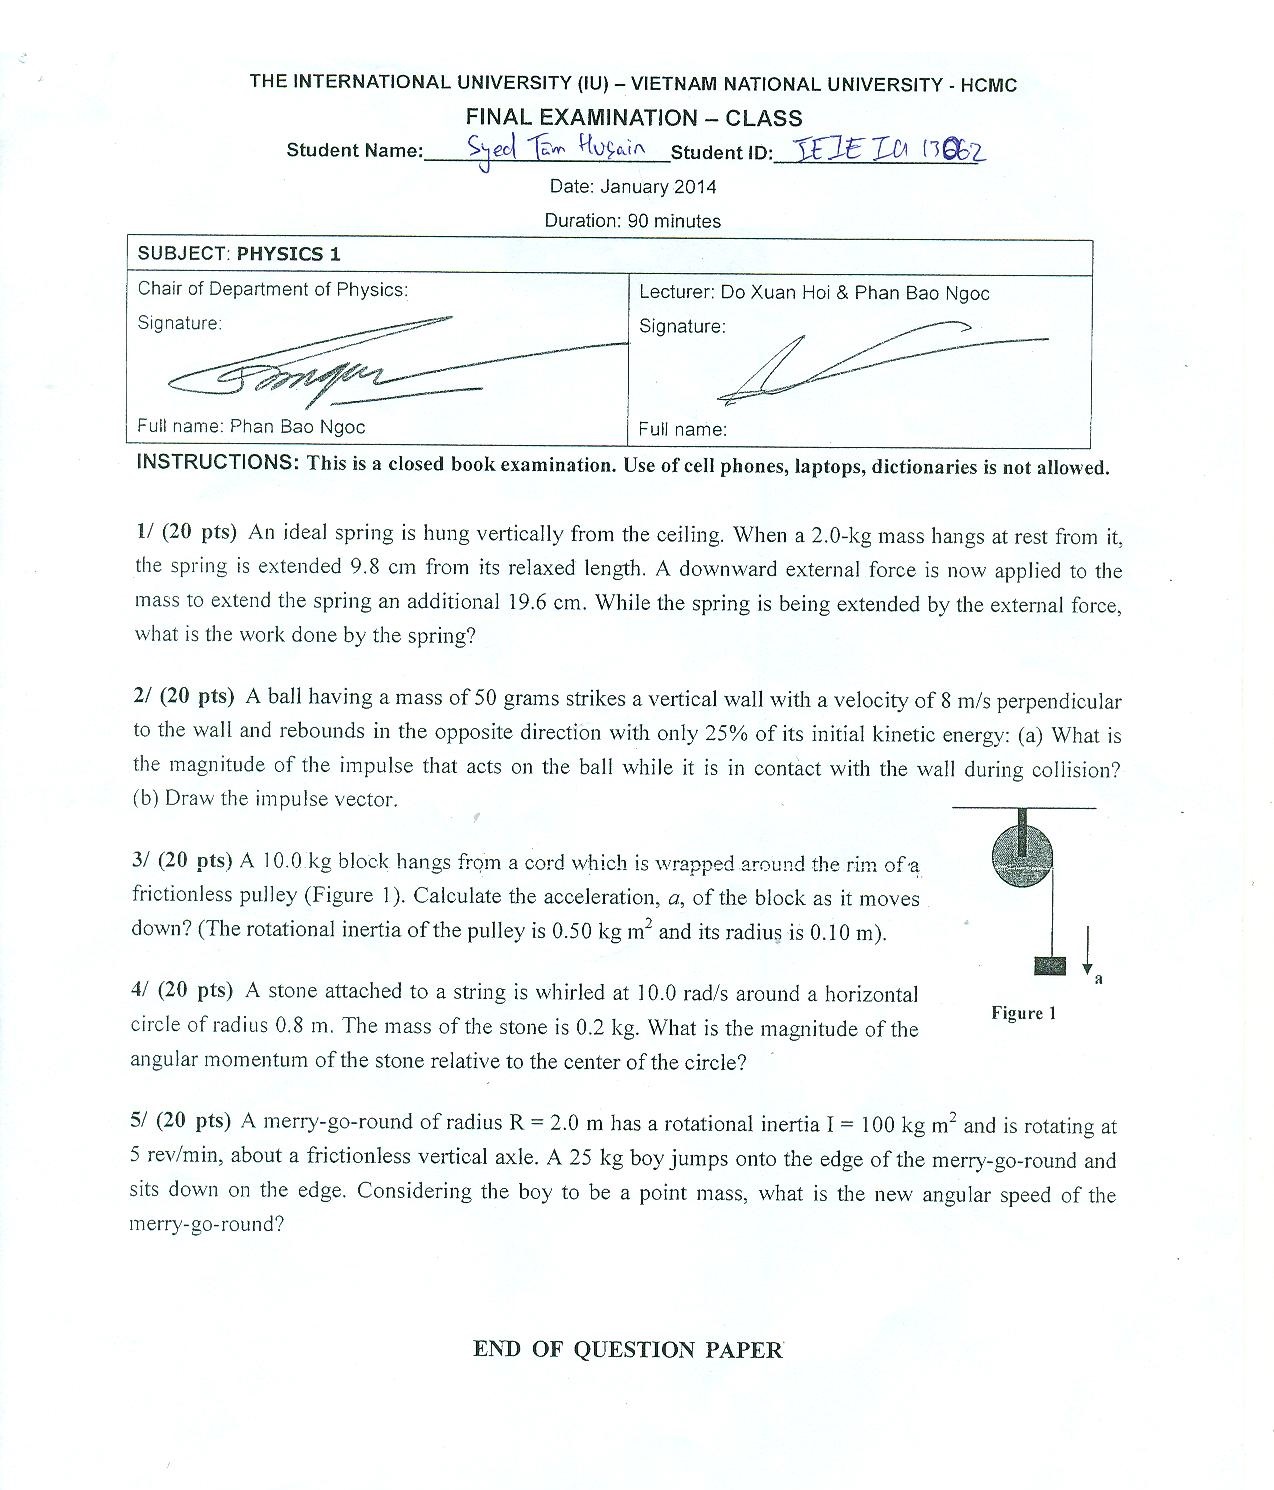 THE INTERNATIONAL UNIVERSITY (IU) – VIETNAM NATIONAL UNIVERSITY - HCMC
FINAL EXAMINATION – CLASS
Student Name: Syed Tam Husain Student ID:
Date: January 2014
Duration: 90 minutes
SUBJECT: PHYSICS 1
Chair of Department of Physics:
Signature:
Full name: Phan Bao Ngoc
Lecturer: Do Xuan Hoi & Phan Bao Ngoc
Signature:
Full name:
INSTRUCTIONS: This is a closed book examination. Use of cell phones, laptops, dictionaries is not allowed.
1/ (20 pts) An ideal spring is hung vertically from the ceiling. When a 2.0-kg mass hangs at rest from it,
the spring is extended 9.8 cm from its relaxed length. A downward external force is now applied to the
mass to extend the spring an additional 19.6 cm. While the spring is being extended by the external force,
what is the work done by the spring?
2/ (20 pts) A ball having a mass of 50 grams strikes a vertical wall with a velocity of 8 m/s perpendicular
to the wall and rebounds in the opposite direction with only 25% of its initial kinetic energy: (a) What is
the magnitude of the impulse that acts on the ball while it is in contact with the wall during collision?
(b) Draw the impulse vector.
3/ (20 pts) A 10.0 kg block hangs from a cord which is wrapped around the rim of a
frictionless pulley (Figure 1). Calculate the acceleration, a, of the block as it moves
down? (The rotational inertia of the pulley is 0.50 kg m² and its radius is 0.10 m).
a
Figure 1
4/ (20 pts) A stone attached to a string is whirled at 10.0 rad/s around a horizontal
circle of radius 0.8 m. The mass of the stone is 0.2 kg. What is the magnitude of the
angular momentum of the stone relative to the center of the circle?
5/ (20 pts) A merry-go-round of radius R = 2.0 m has a rotational inertia I = 100 kg m² and is rotating at
5 rev/min, about a frictionless vertical axle. A 25 kg boy jumps onto the edge of the merry-go-round and
sits down on the edge. Considering the boy to be a point mass, what is the new angular speed of the
merry-go-round?
END OF QUESTION PAPER